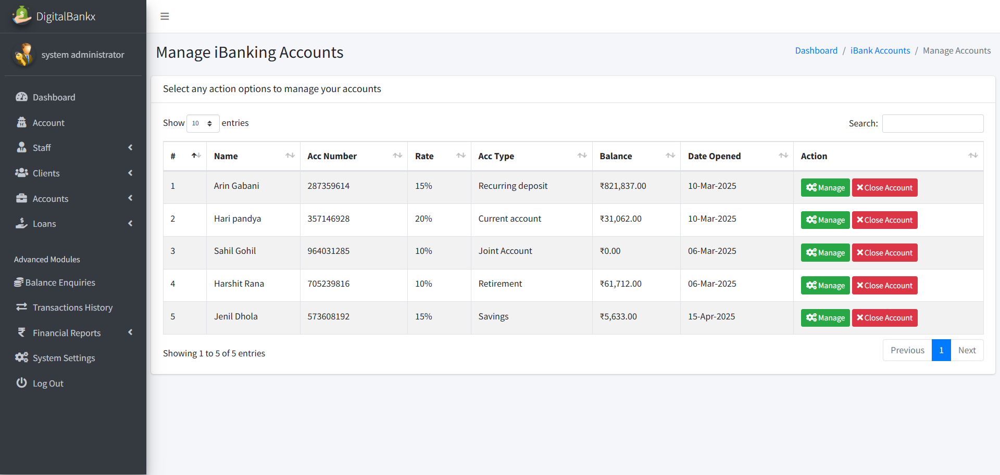 DigitalBankx
system administrator
Dashboard
Account
Staff
Clients
Accounts
Loans
Advanced Modules
Balance Enquiries
Transactions History
Financial Reports
System Settings
Log Out
Manage iBanking Accounts
Dashboard / iBank Accounts / Manage Accounts
Select any action options to manage your accounts
Show 10 entries
Search:
# Name Acc Number Rate Acc Type Balance Date Opened Action
1 Arin Gabani 287359614 15% Recurring deposit ₹821,837.00 10-Mar-2025 Manage Close Account
2 Hari pandya 357146928 20% Current account ₹31,062.00 10-Mar-2025 Manage Close Account
3 Sahil Gohil 964031285 10% Joint Account ₹0.00 06-Mar-2025 Manage Close Account
4 Harshit Rana 705239816 10% Retirement ₹61,712.00 06-Mar-2025 Manage Close Account
5 Jenil Dhola 573608192 15% Savings ₹5,633.00 15-Apr-2025 Manage Close Account
Showing 1 to 5 of 5 entries
Previous 1 Next